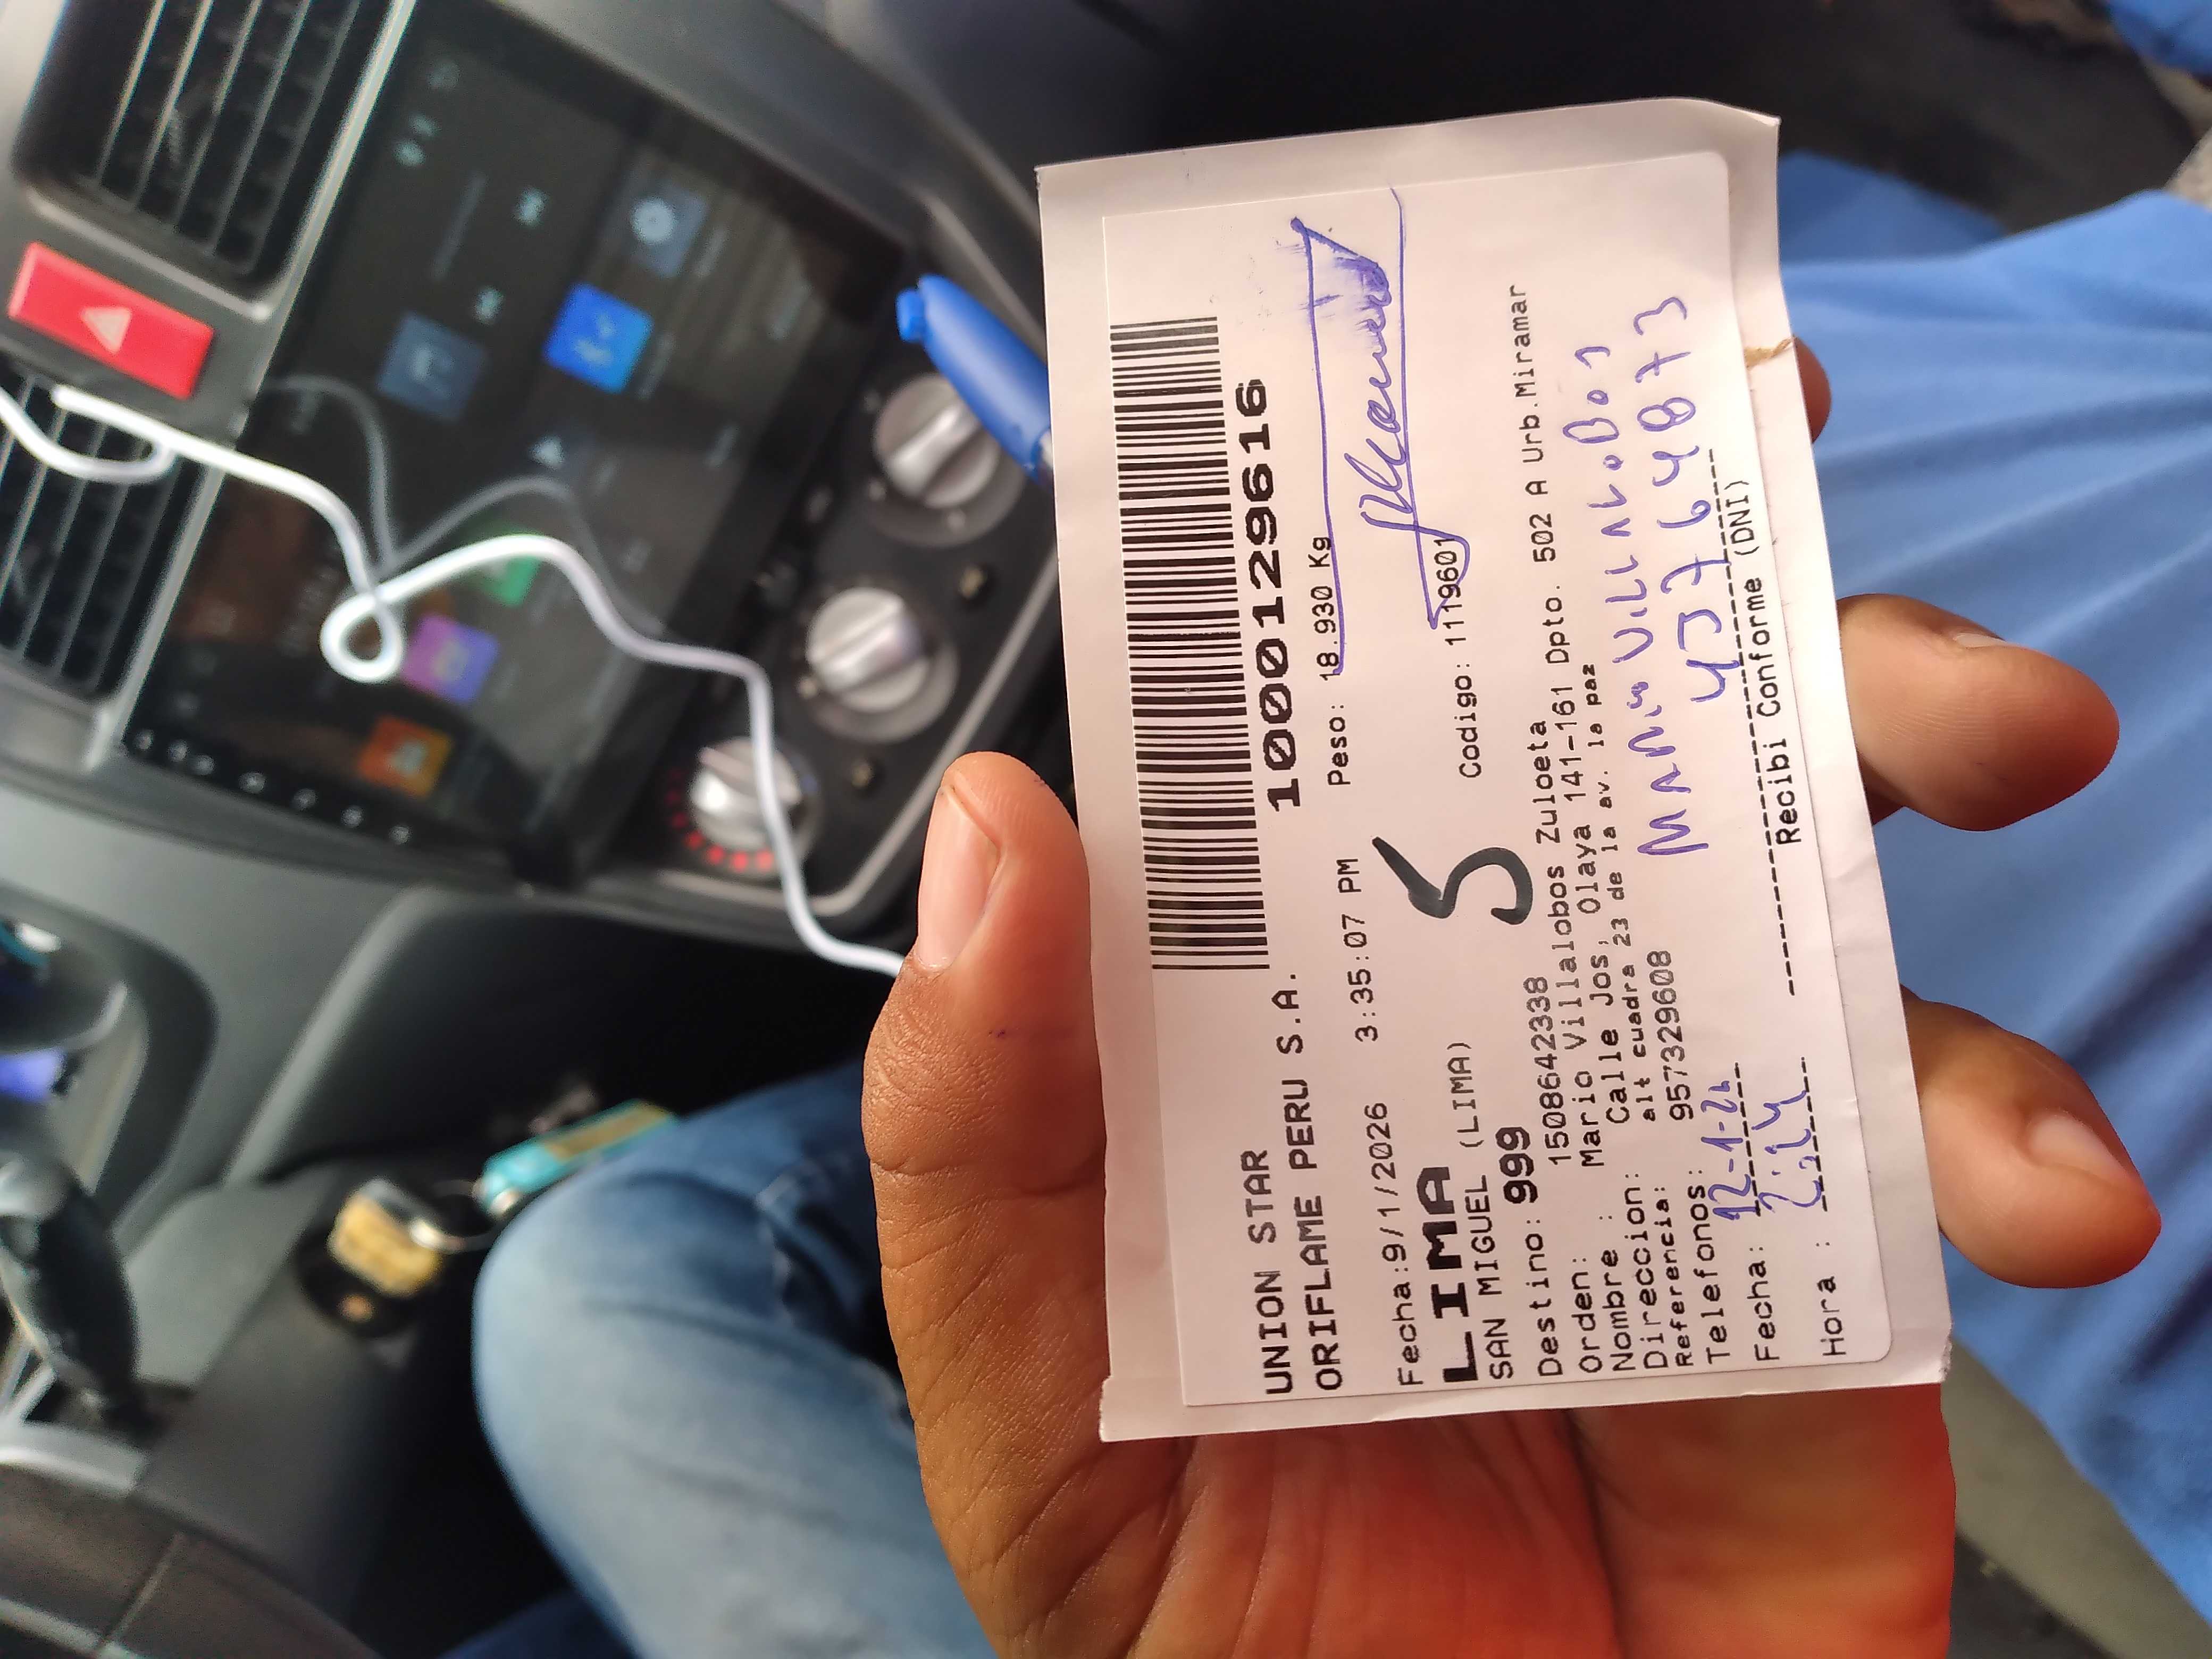 UNION STAR
ORIFLAME PERU S.A.
1000129616
Fecha:9/1/2026 3:35:07 PM Peso: 18.930 Kg
LIMA
SAN MIGUEL (LIMA)
5
Codigo: 1119601
Destino: 999
Orden: 1508642338
Nombre : Mario Villalobos Zuloeta
Direccion: Calle Jos, Olaya 141-161 Dpto. 502 A Urb.Miramar
Referencia: alt cuadra 23 de la av. la paz
Telefonos: 957329608
Mario Villalobos
43764873
Fecha: 12-1-26
Hora : 2:14
Recibi Conforme (DNI)